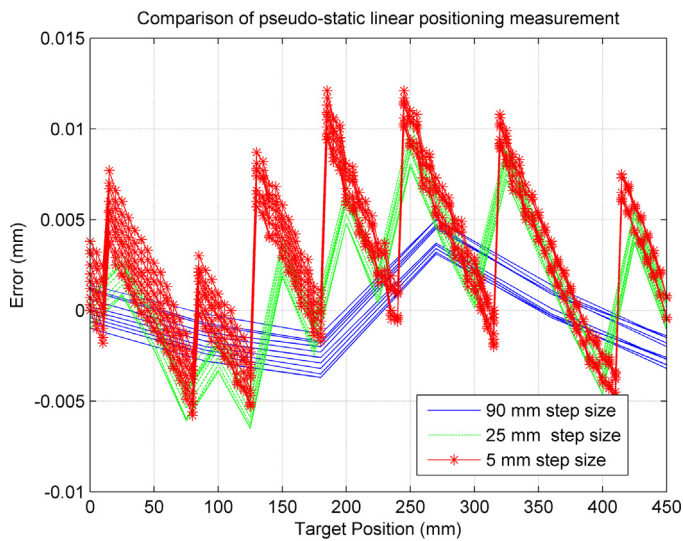 Comparison of pseudo-static linear positioning measurement
0.015
0.01
0.005
0
-0.005
-0.01
Error (mm)
90 mm step size
25 mm  step size
5 mm step size
0 50 100 150 200 250 300 350 400 450
Target Position (mm)